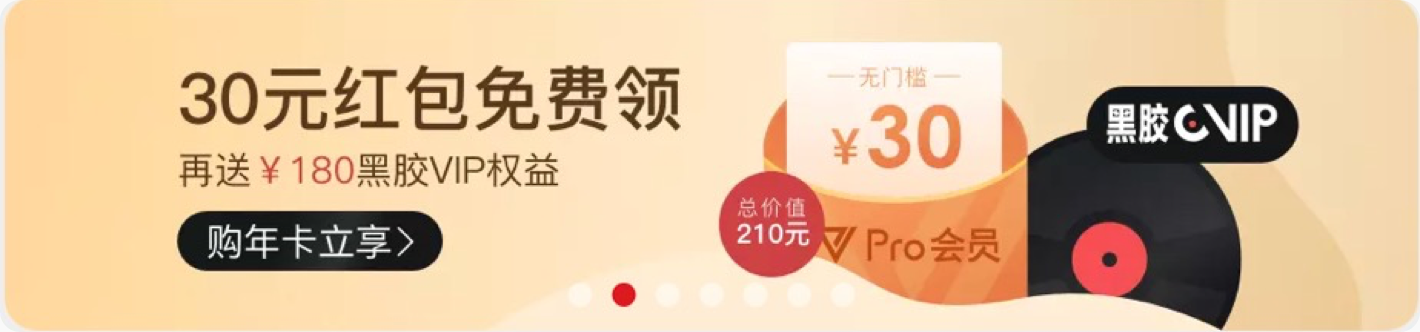 30元红包免费领
再送￥180黑胶VIP权益
购年卡立享>
无门槛
￥30
总价值
210元
Pro会员
黑胶VIP